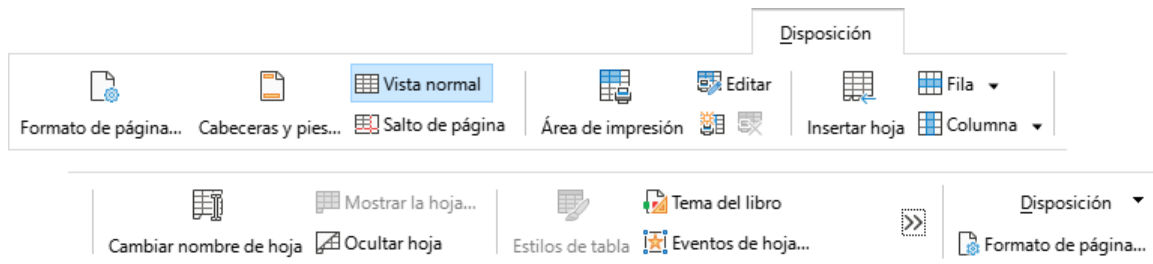 Disposición
Vista normal
Editar
Fila
Formato de página... Cabeceras y pies... Salto de página Área de impresión Insertar hoja Columna
Mostrar la hoja... Tema del libro Disposición
Cambiar nombre de hoja Ocultar hoja Estilos de tabla Eventos de hoja... Formato de página...